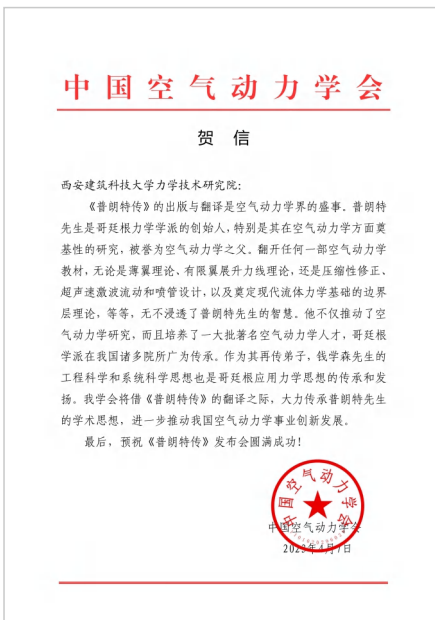 中国空气动力学会
贺 信
西安建筑科技大学力学技术研究院：
《普朗特传》的出版与翻译是空气动力学界的盛事。普朗特
先生是哥廷根力学学派的创始人，特别是其在空气动力学方面奠
基性的研究，被誉为空气动力学之父。翻开任何一部空气动力学
教材，无论是薄翼理论、有限翼展升力线理论，还是压缩性修正、
超声速激波流动和喷管设计，以及奠定现代流体力学基础的边界
层理论，等等，无不浸透了普朗特先生的智慧。他不仅推动了空
气动力学研究，而且培养了一大批著名空气动力学人才，哥廷根
学派在我国诸多院所广为传承。作为其再传弟子，钱学森先生的
工程科学和系统科学思想也是哥廷根应用力学思想的传承和发
扬。我学会将借《普朗特传》的翻译之际，大力传承普朗特先生
的学术思想，进一步推动我国空气动力学事业创新发展。
最后，预祝《普朗特传》发布会圆满成功！
中国空气动力学会
中国空气动力学会